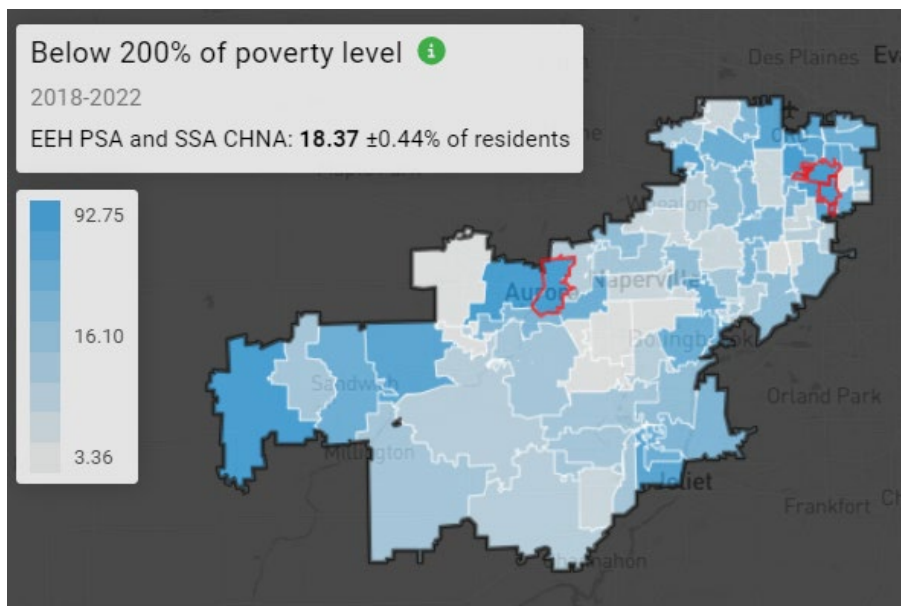 Below 200% of poverty level i
2018-2022
EEH PSA and SSA CHNA: 18.37 ±0.44% of residents
92.75
16.10
3.36
Des Plaines
Wheaton
Aurora
Naperville
Bolingbrook
Sandwich
Orland Park
Millington
Joliet
Frankfort
Channahon